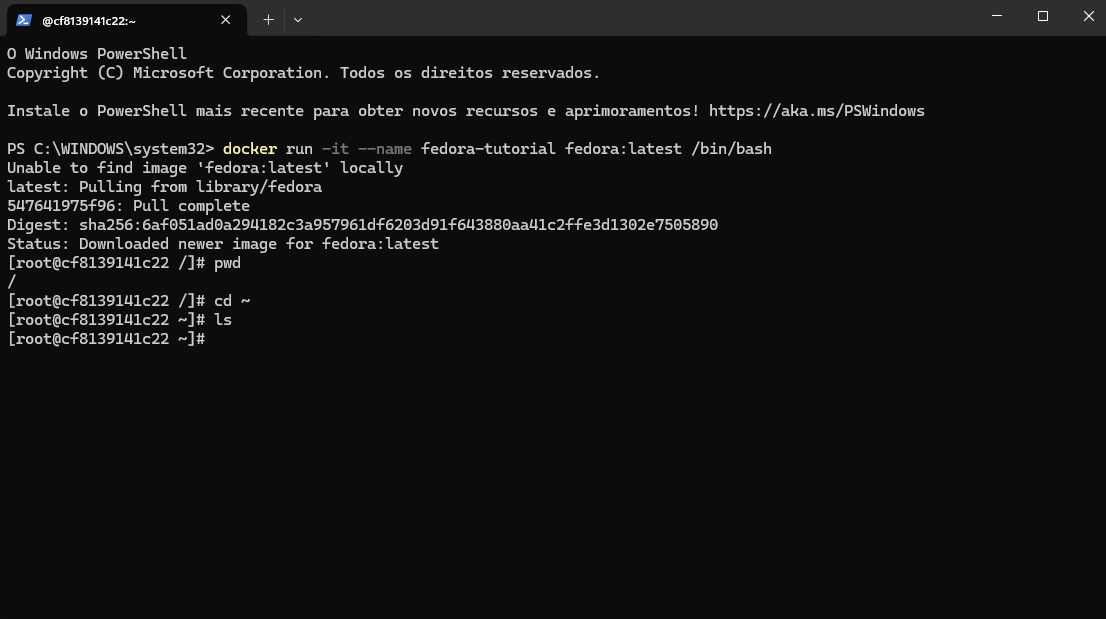 @cf8139141c22:~
O Windows PowerShell
Copyright (C) Microsoft Corporation. Todos os direitos reservados.
Instale o PowerShell mais recente para obter novos recursos e aprimoramentos! https://aka.ms/PSWindows
PS C:\WINDOWS\system32> docker run -it --name fedora-tutorial fedora:latest /bin/bash
Unable to find image 'fedora:latest' locally
latest: Pulling from library/fedora
547641975f96: Pull complete
Digest: sha256:6af051ad0a294182c3a957961df6203d91f643880aa41c2ffe3d1302e7505890
Status: Downloaded newer image for fedora:latest
[root@cf8139141c22 /]# pwd
/
[root@cf8139141c22 /]# cd ~
[root@cf8139141c22 ~]# ls
[root@cf8139141c22 ~]#